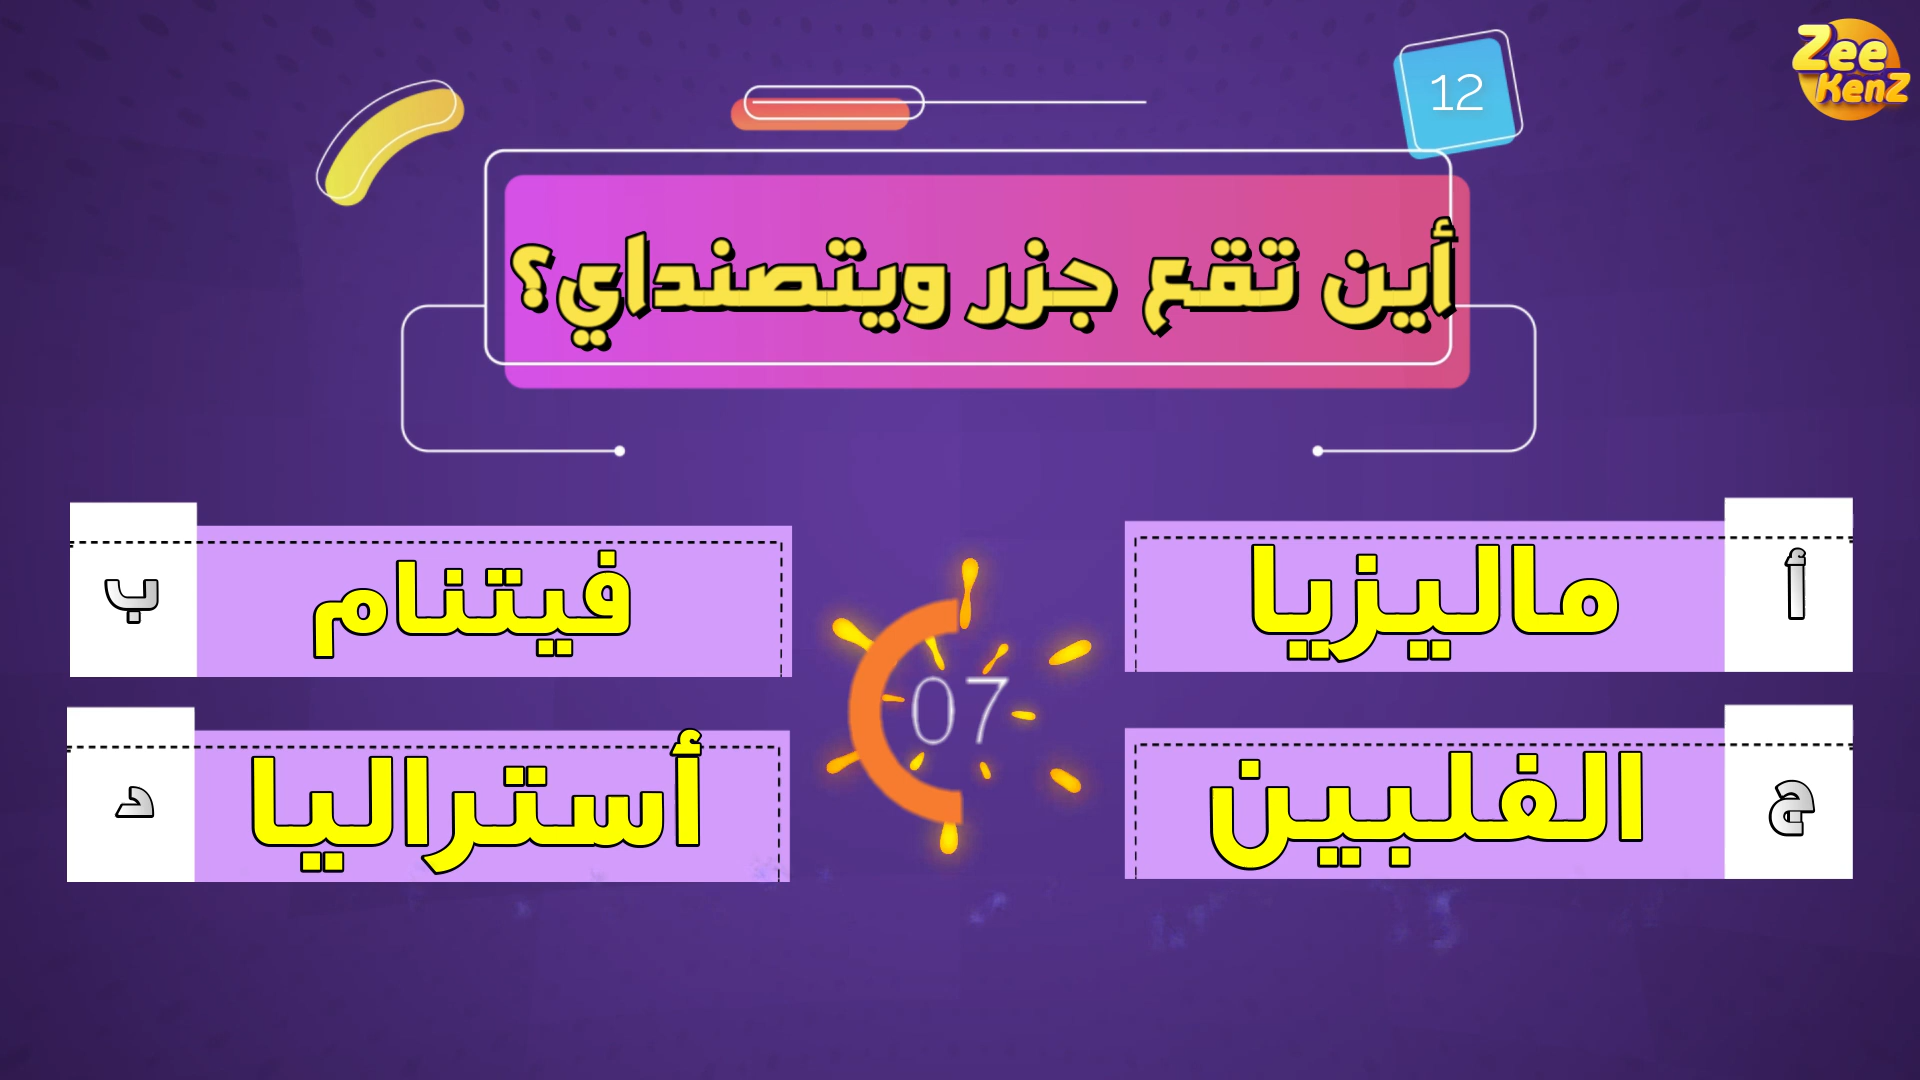 Zee
KenZ
12
أين تقع جزر ويتصنداي؟
أ
ماليزيا
ب
فيتنام
07
ج
الفلبين
د
أستراليا